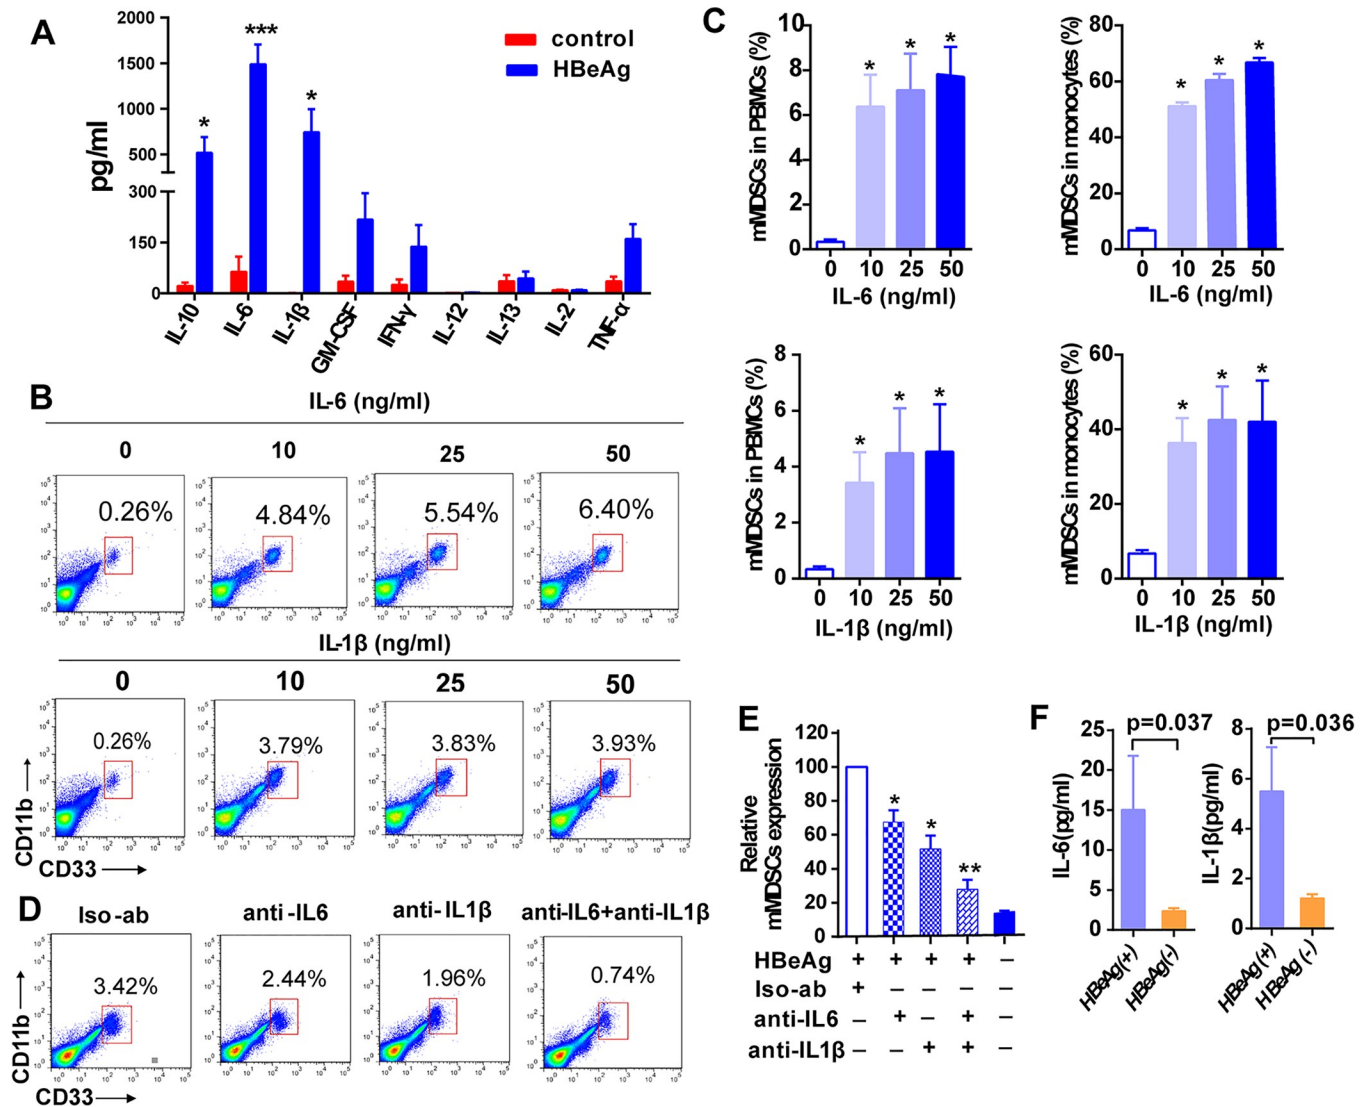 A
2000
1500
1000
500
300
150
0
pg/ml
***
*
*
control
HBeAg
IL-10
IL-6
IL-1β
GM-CSF
IFN-γ
IL-12
IL-13
IL-2
TNF-α
B
IL-6 (ng/ml)
0
10
25
50
0.26%
4.84%
5.54%
6.40%
IL-1β (ng/ml)
0
10
25
50
0.26%
3.79%
3.83%
3.93%
CD11b
CD33
C
mMDSCs in PBMCs (%)
10
8
6
4
2
0
* * *
0 10 25 50
IL-6 (ng/ml)
mMDSCs in monocytes (%)
80
60
40
20
0
* * *
0 10 25 50
IL-6 (ng/ml)
mMDSCs in PBMCs (%)
8
6
4
2
0
* * *
0 10 25 50
IL-1β (ng/ml)
mMDSCs in monocytes (%)
60
40
20
0
* * *
0 10 25 50
IL-1β (ng/ml)
D
Iso-ab
anti-IL6
anti-IL1β
anti-IL6+anti-IL1β
3.42%
2.44%
1.96%
0.74%
CD11b
CD33
E
Relative
mMDSCs expression
120
100
80
60
40
20
0
* * **
HBeAg + + + + –
Iso-ab + – – – –
anti-IL6 – + – + –
anti-IL1β – – + + –
F
p=0.037
IL-6(pg/ml)
25
20
15
10
5
0
HBeAg(+)
HBeAg(-)
p=0.036
IL-1β(pg/ml)
8
6
4
2
0
HBeAg(+)
HBeAg (-)